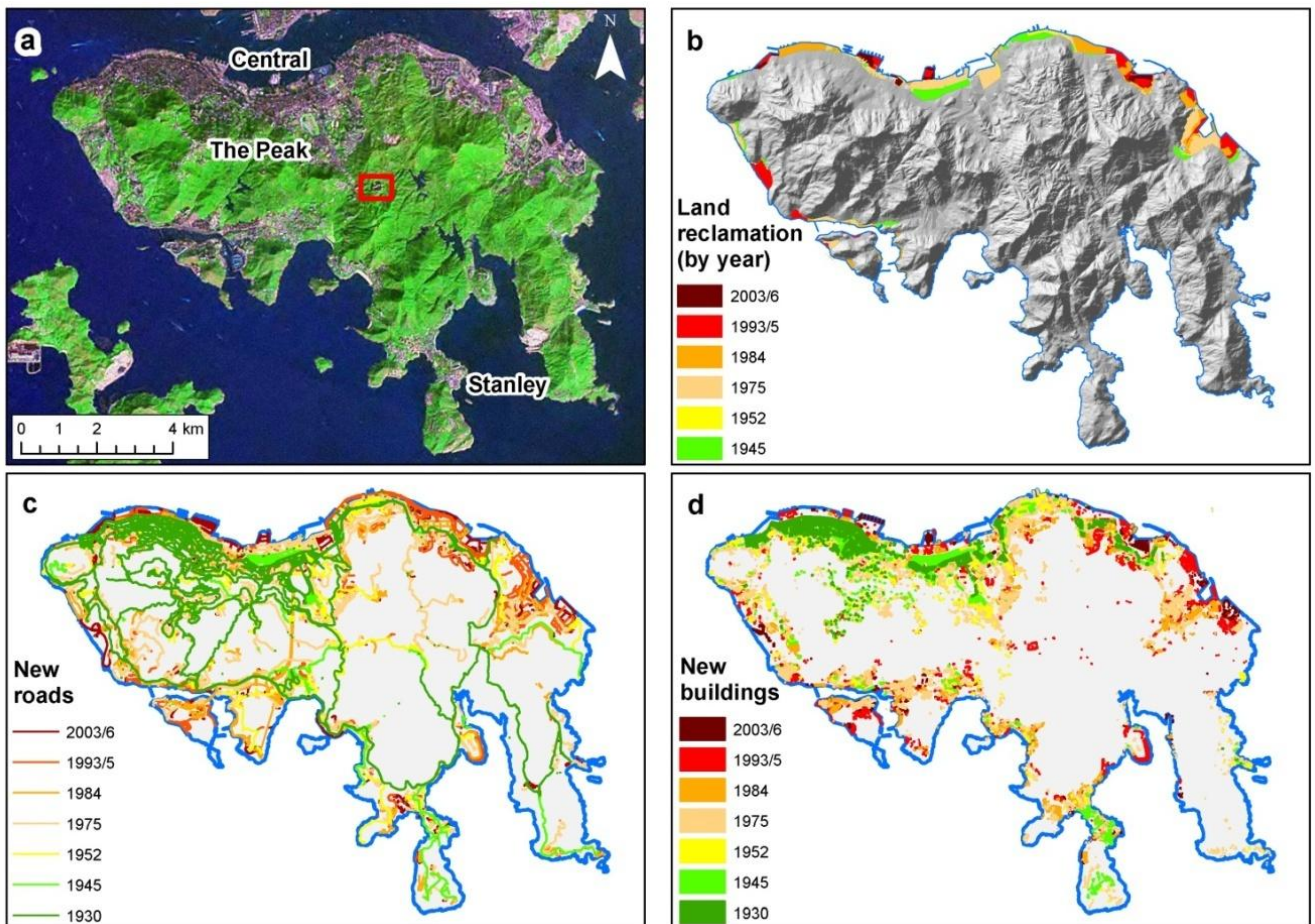 a
Central
N
The Peak
Stanley
0 1 2 4 km
b
Land
reclamation
(by year)
2003/6
1993/5
1984
1975
1952
1945
c
New
roads
2003/6
1993/5
1984
1975
1952
1945
1930
d
New
buildings
2003/6
1993/5
1984
1975
1952
1945
1930